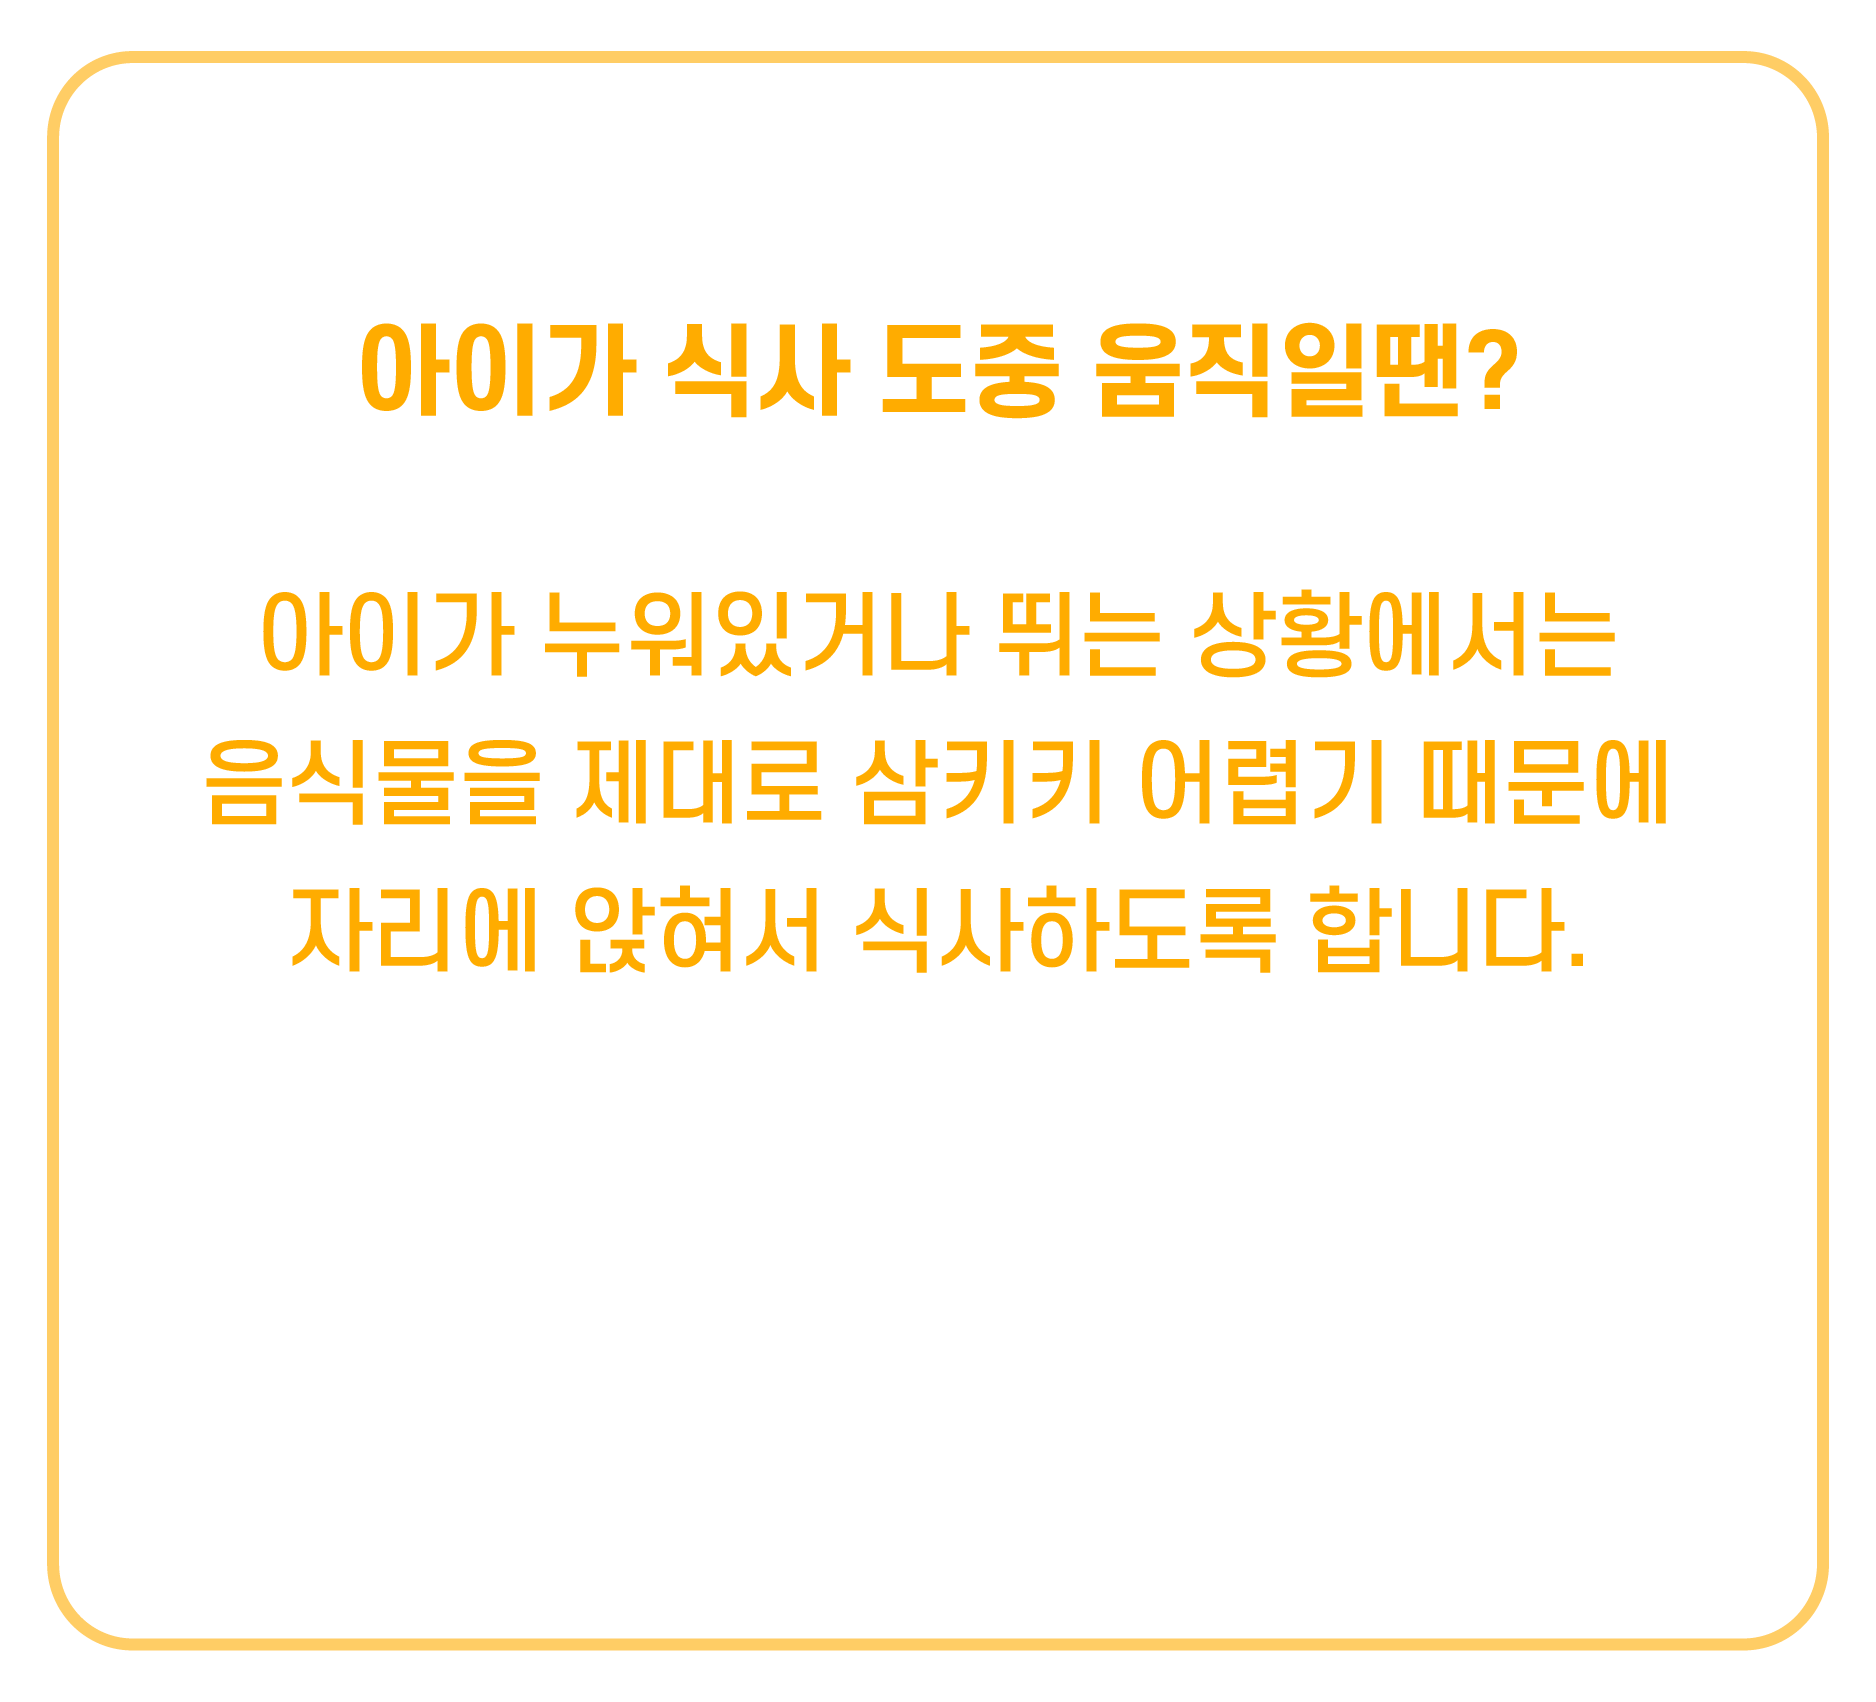 아이가 식사 도중 움직일땐?
아이가 누워있거나 뛰는 상황에서는
음식물을 제대로 삼키키 어렵기 때문에
자리에 앉혀서 식사하도록 합니다.